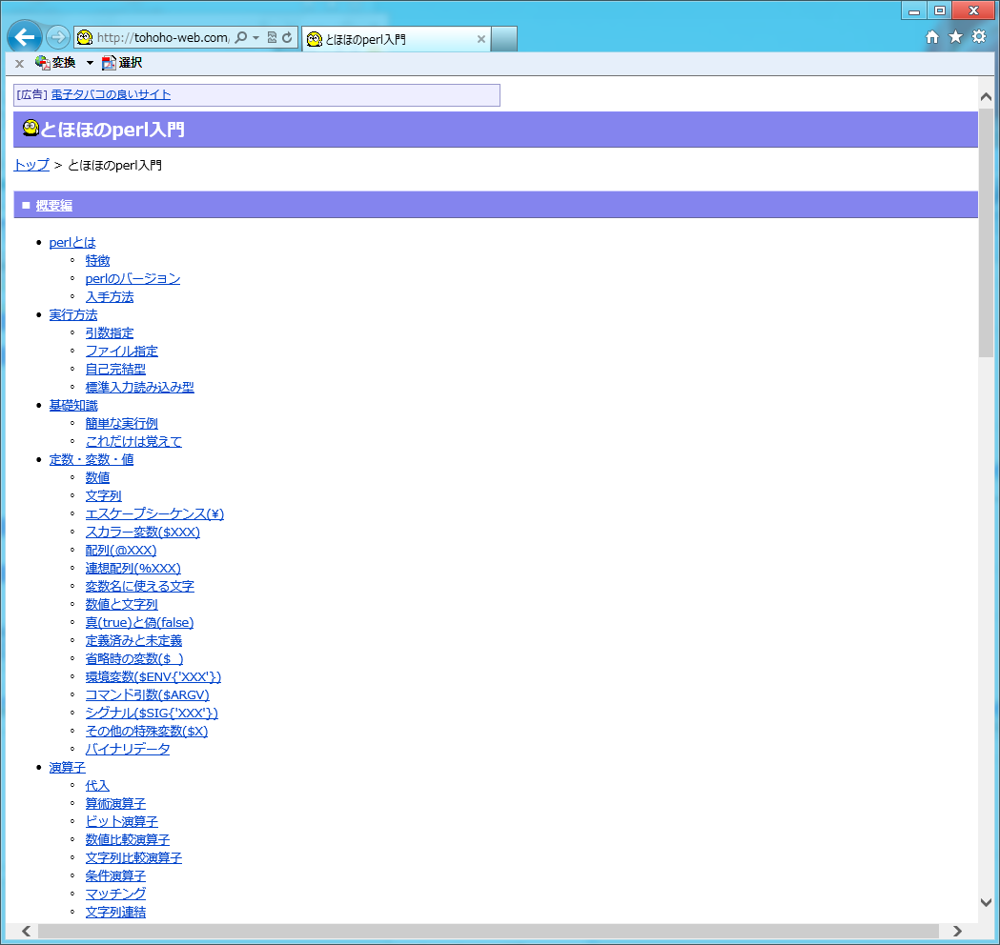 http://tohoho-web.com/
とほほのperl入門
変換
選択
[広告] 電子タバコの良いサイト
とほほのperl入門
トップ > とほほのperl入門
■ 概要編
perlとは
特徴
perlのバージョン
入手方法
実行方法
引数指定
ファイル指定
自己完結型
標準入力読み込み型
基礎知識
簡単な実行例
これだけは覚えて
定数・変数・値
数値
文字列
エスケープシーケンス(¥)
スカラー変数($XXX)
配列(@XXX)
連想配列(%XXX)
変数名に使える文字
数値と文字列
真(true)と偽(false)
定義済みと未定義
省略時の変数($_)
環境変数($ENV{'XXX'})
コマンド引数($ARGV)
シグナル($SIG{'XXX'})
その他の特殊変数($X)
バイナリデータ
演算子
代入
算術演算子
ビット演算子
数値比較演算子
文字列比較演算子
条件演算子
マッチング
文字列連結